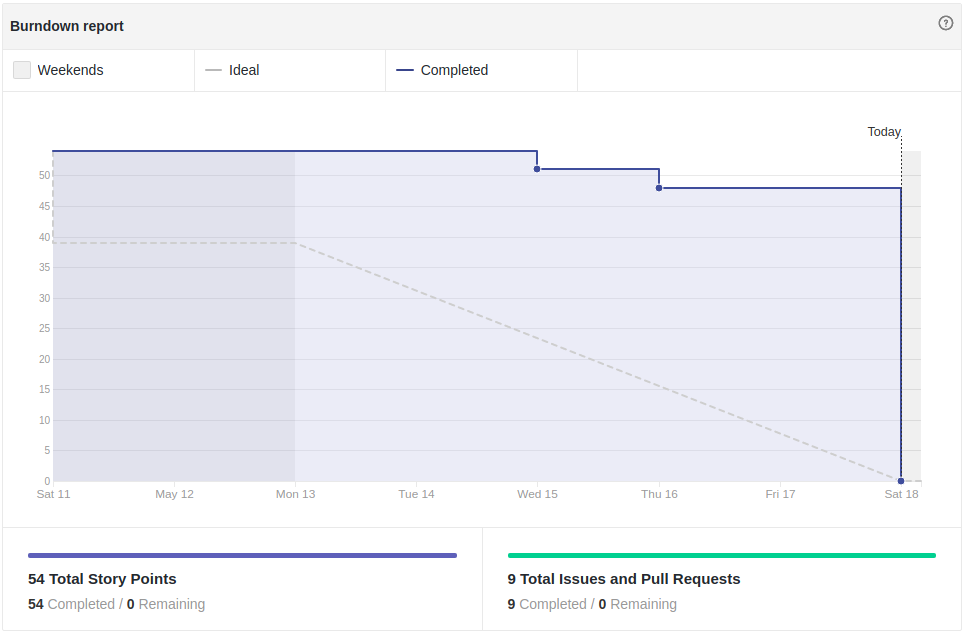 Burndown report
?
Weekends
Ideal
Completed
Today
50
45
40
35
30
25
20
15
10
5
0
Sat 11 May 12 Mon 13 Tue 14 Wed 15 Thu 16 Fri 17 Sat 18
54 Total Story Points
54 Completed / 0 Remaining
9 Total Issues and Pull Requests
9 Completed / 0 Remaining